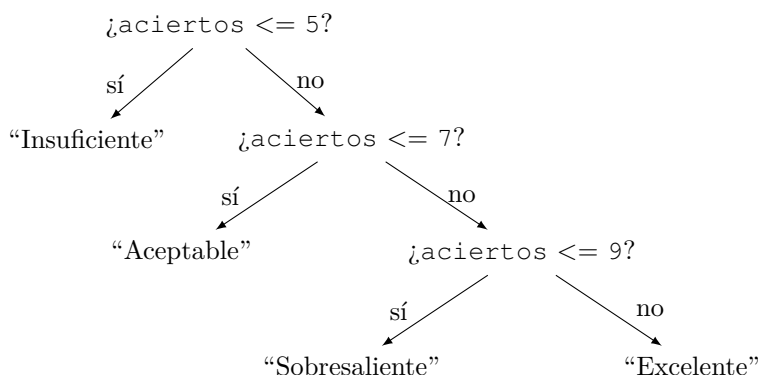 ¿aciertos <= 5?
sí
no
“Insuficiente”
¿aciertos <= 7?
sí
no
“Aceptable”
¿aciertos <= 9?
sí
no
“Sobresaliente”
“Excelente”